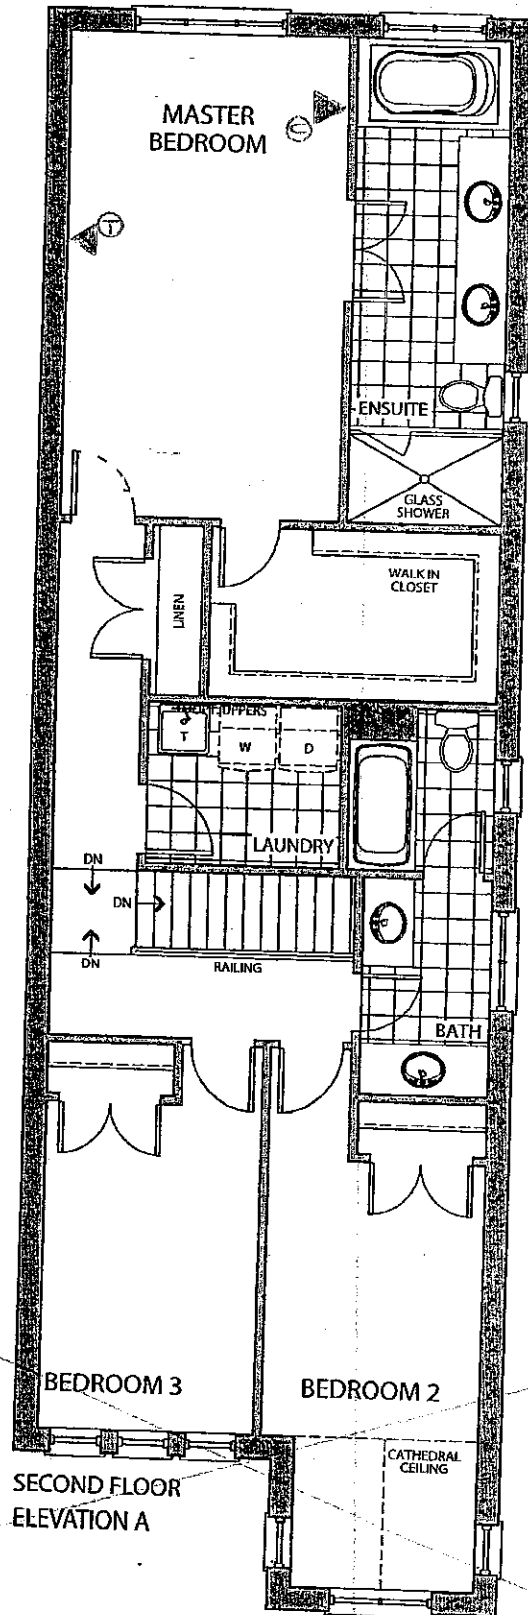 MASTER
BEDROOM
C
T
ENSUITE
GLASS
SHOWER
WALK IN
CLOSET
LINEN
UPPERS
T
W
D
LAUNDRY
DN
DN
DN
RAILING
BATH
BEDROOM 3
BEDROOM 2
CATHEDRAL
CEILING
SECOND FLOOR
ELEVATION A